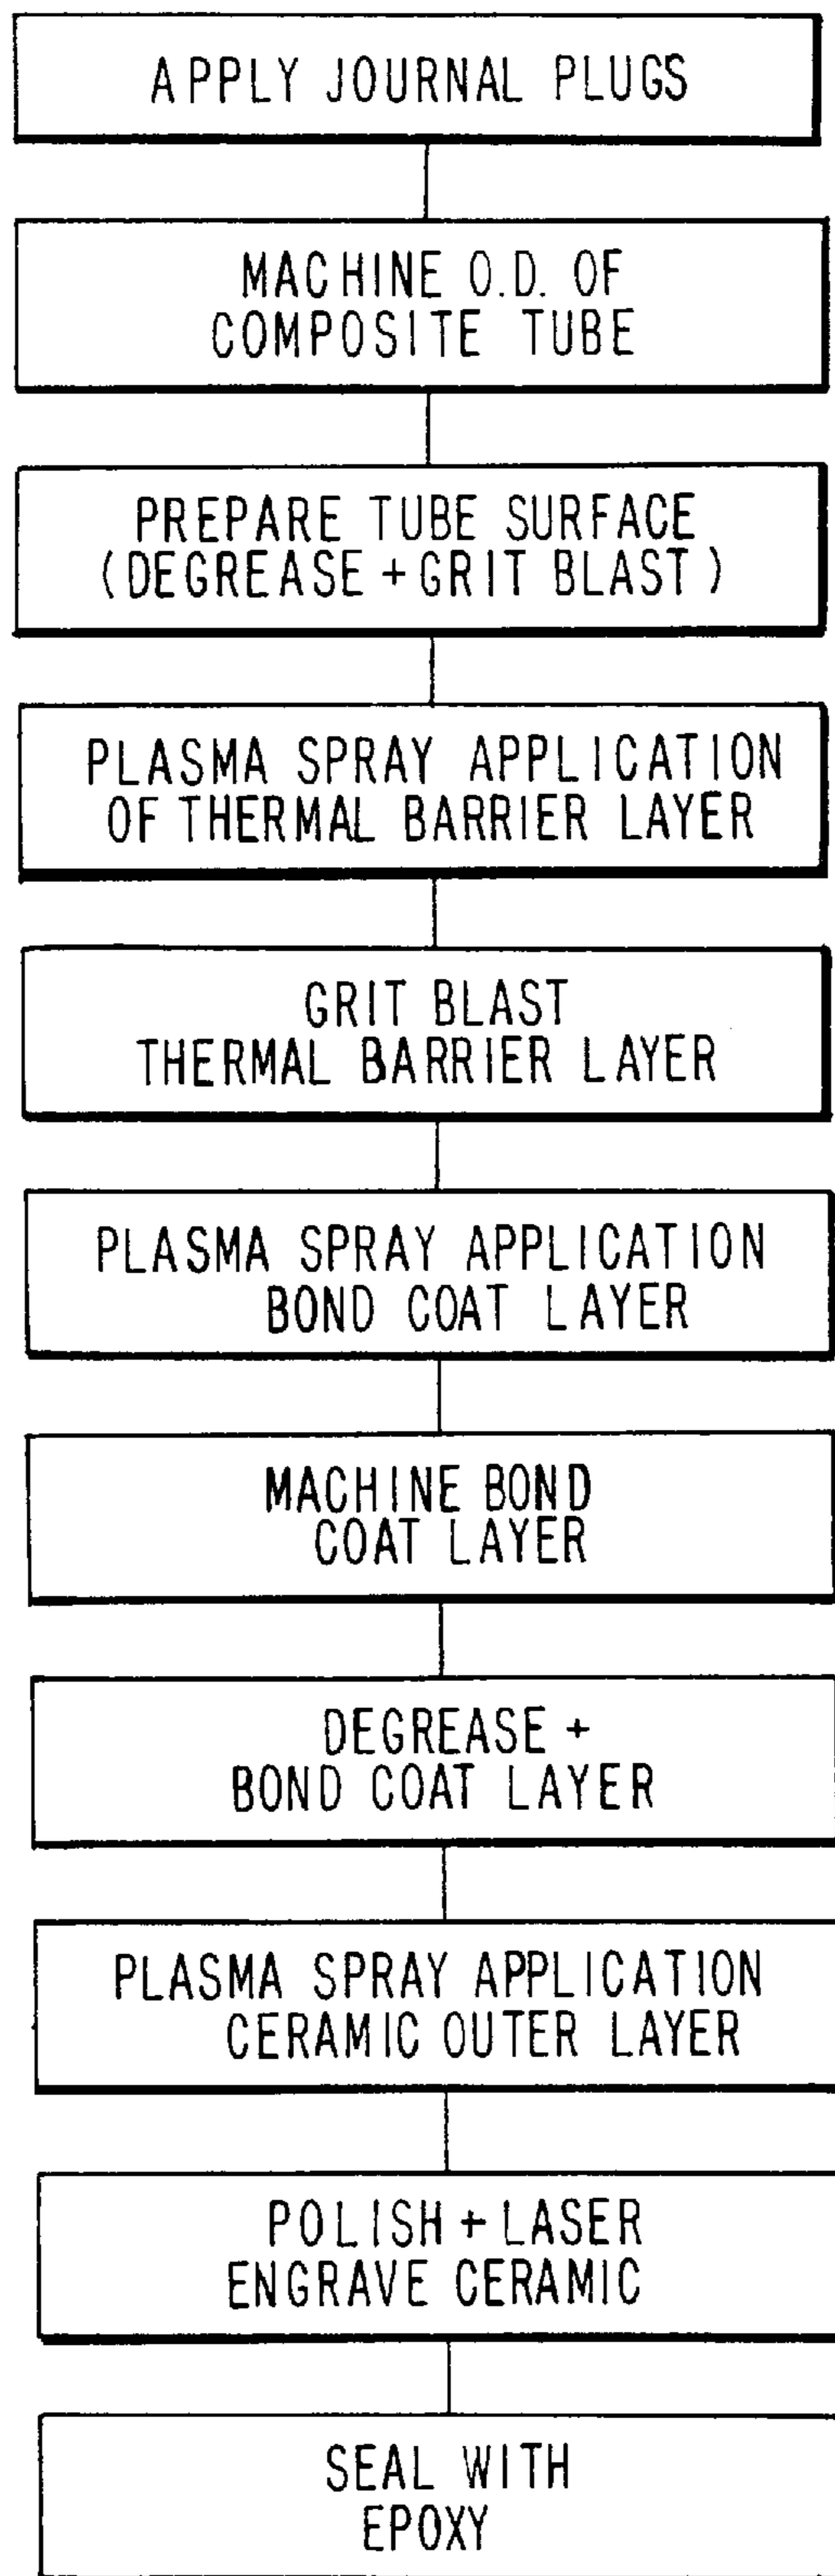 APPLY JOURNAL PLUGS
MACHINE O.D. OF
COMPOSITE TUBE
PREPARE TUBE SURFACE
(DEGREASE + GRIT BLAST)
PLASMA SPRAY APPLICATION
OF THERMAL BARRIER LAYER
GRIT BLAST
THERMAL BARRIER LAYER
PLASMA SPRAY APPLICATION
BOND COAT LAYER
MACHINE BOND
COAT LAYER
DEGREASE +
BOND COAT LAYER
PLASMA SPRAY APPLICATION
CERAMIC OUTER LAYER
POLISH + LASER
ENGRAVE CERAMIC
SEAL WITH
EPOXY